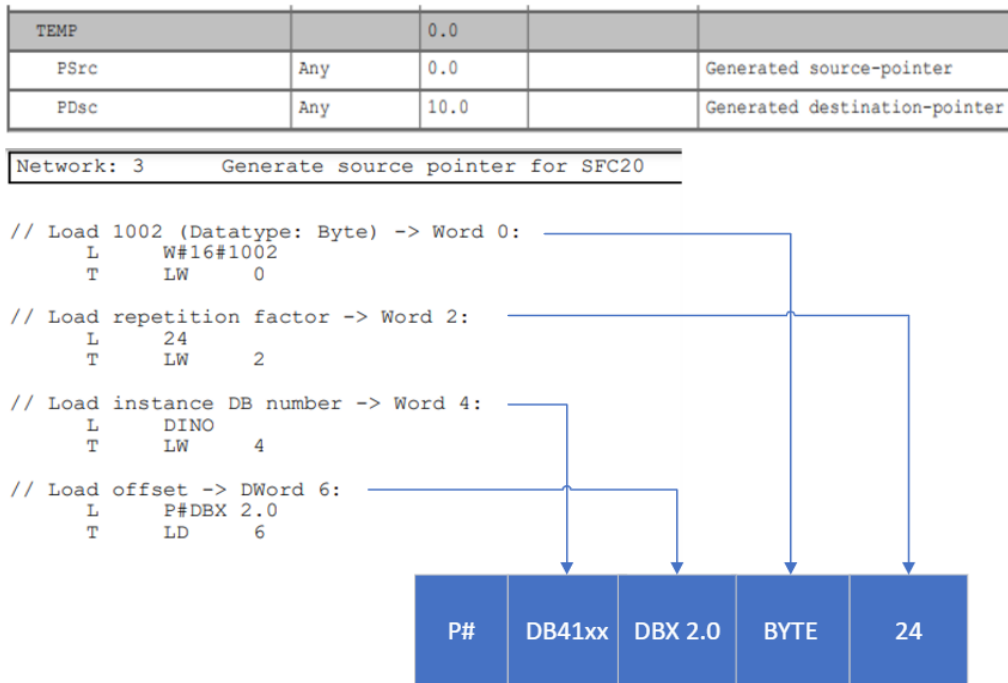 TEMP 0.0
PSrc Any 0.0 Generated source-pointer
PDsc Any 10.0 Generated destination-pointer
Network: 3 Generate source pointer for SFC20
// Load 1002 (Datatype: Byte) -> Word 0:
L W#16#1002
T LW 0
// Load repetition factor -> Word 2:
L 24
T LW 2
// Load instance DB number -> Word 4:
L DINO
T LW 4
// Load offset -> DWord 6:
L P#DBX 2.0
T LD 6
P# DB41xx DBX 2.0 BYTE 24